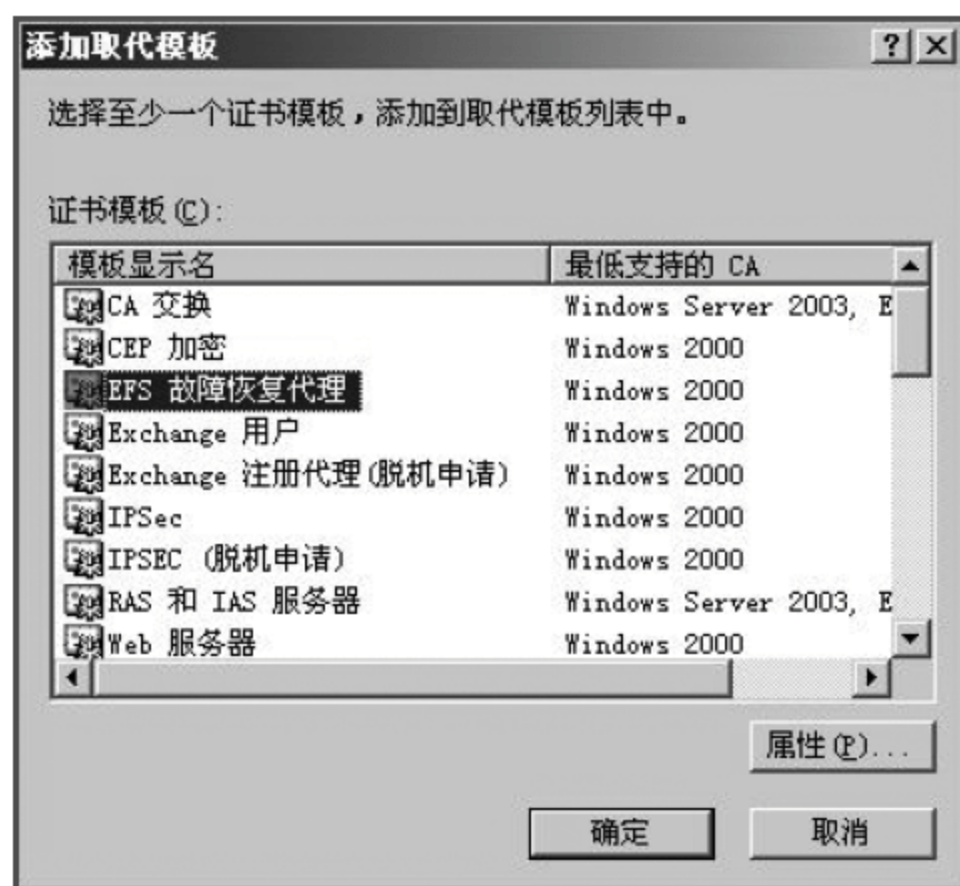 添加取代模板
选择至少一个证书模板，添加到取代模板列表中。
证书模板(C):
模板显示名 最低支持的 CA
CA 交换 Windows Server 2003, E
CEP 加密 Windows 2000
EFS 故障恢复代理 Windows 2000
Exchange 用户 Windows 2000
Exchange 注册代理(脱机申请) Windows 2000
IPSec Windows 2000
IPSEC (脱机申请) Windows 2000
RAS 和 IAS 服务器 Windows Server 2003, E
Web 服务器 Windows 2000
属性(P)...
确定 取消